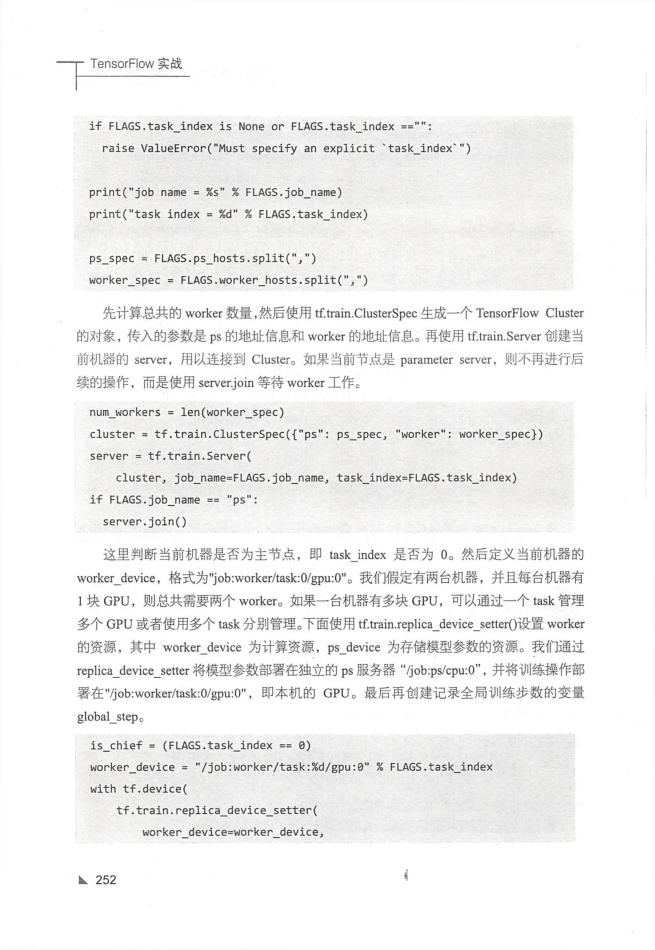 TensorFlow 实战
if FLAGS.task_index is None or FLAGS.task_index =="":
raise ValueError("Must specify an explicit `task_index`")
print("job name = %s" % FLAGS.job_name)
print("task index = %d" % FLAGS.task_index)
ps_spec = FLAGS.ps_hosts.split(",")
worker_spec = FLAGS.worker_hosts.split(",")
先计算总共的 worker 数量,然后使用 tf.train.ClusterSpec 生成一个 TensorFlow Cluster
的对象，传入的参数是 ps 的地址信息和 worker 的地址信息。再使用 tf.train.Server 创建当
前机器的 server，用以连接到 Cluster。如果当前节点是 parameter server，则不再进行后
续的操作，而是使用 server.join 等待 worker 工作。
num_workers = len(worker_spec)
cluster = tf.train.ClusterSpec({"ps": ps_spec, "worker": worker_spec})
server = tf.train.Server(
cluster, job_name=FLAGS.job_name, task_index=FLAGS.task_index)
if FLAGS.job_name == "ps":
server.join()
这里判断当前机器是否为主节点，即 task_index 是否为 0。然后定义当前机器的
worker_device，格式为"job:worker/task:0/gpu:0"。我们假定有两台机器，并且每台机器有
1 块 GPU，则总共需要两个 worker。如果一台机器有多块 GPU，可以通过一个 task 管理
多个 GPU 或者使用多个 task 分别管理。下面使用 tf.train.replica_device_setter()设置 worker
的资源，其中 worker_device 为计算资源，ps_device 为存储模型参数的资源。我们通过
replica_device_setter 将模型参数部署在独立的 ps 服务器 “/job:ps/cpu:0”，并将训练操作部
署在"/job:worker/task:0/gpu:0"，即本机的 GPU。最后再创建记录全局训练步数的变量
global_step。
is_chief = (FLAGS.task_index == 0)
worker_device = "/job:worker/task:%d/gpu:0" % FLAGS.task_index
with tf.device(
tf.train.replica_device_setter(
worker_device=worker_device,
252